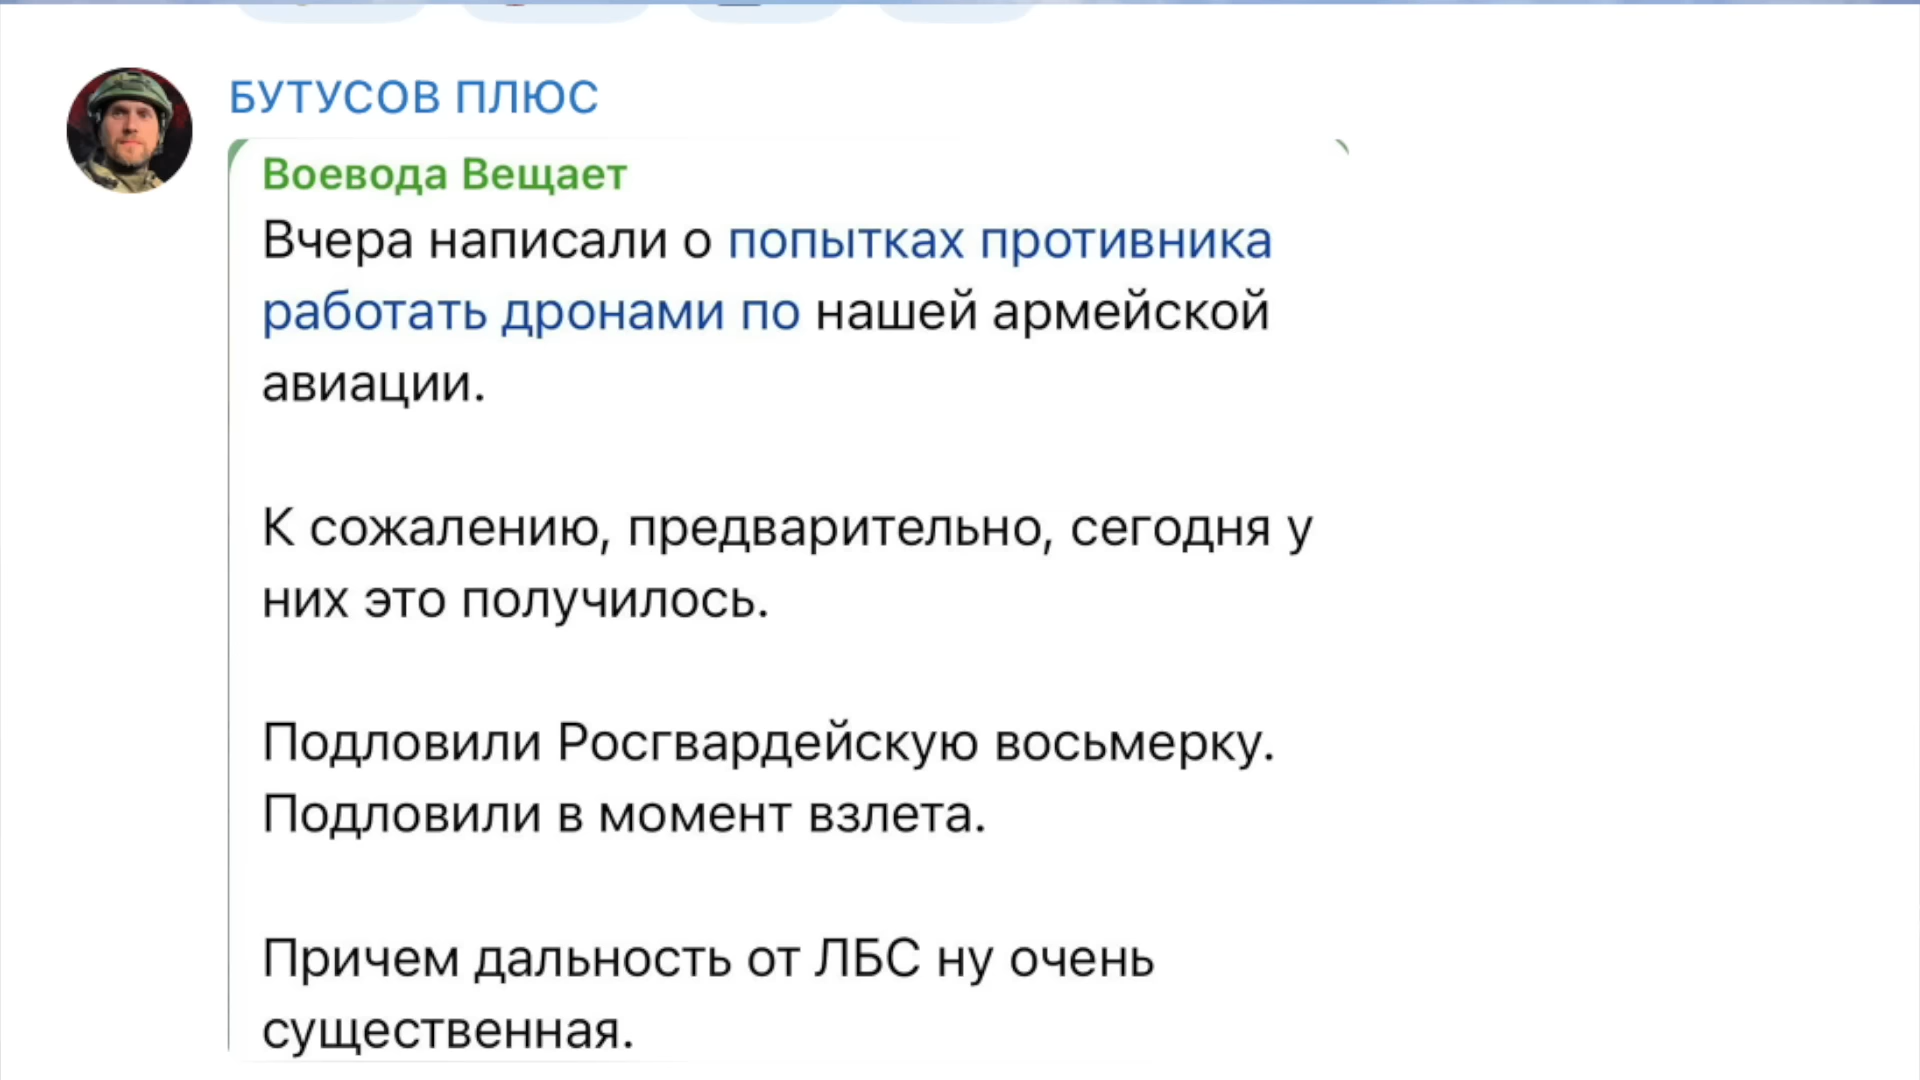 БУТУСОВ ПЛЮС
Воевода Вещает
Вчера написали о попытках противника
работать дронами по нашей армейской
авиации.
К сожалению, предварительно, сегодня у
них это получилось.
Подловили Росгвардейскую восьмерку.
Подловили в момент взлета.
Причем дальность от ЛБС ну очень
существенная.